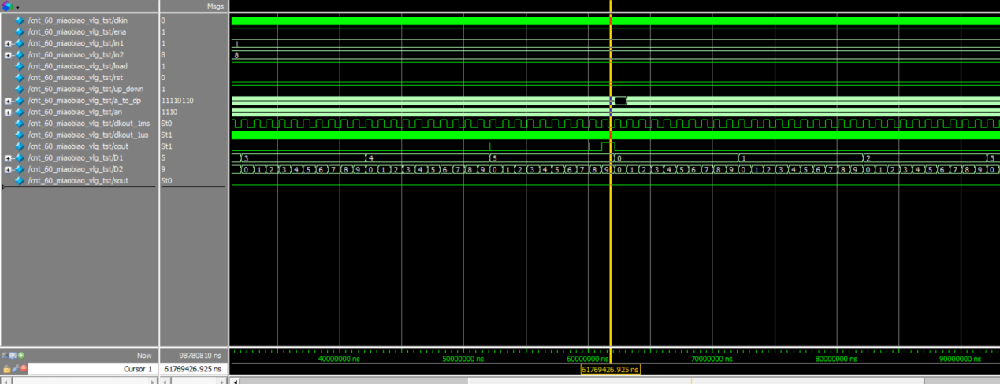 Msgs
/cnt_60_miaobiao_vlg_tst/clkin 0
/cnt_60_miaobiao_vlg_tst/ena 1
/cnt_60_miaobiao_vlg_tst/in1 1 1
/cnt_60_miaobiao_vlg_tst/in2 8 8
/cnt_60_miaobiao_vlg_tst/load 1
/cnt_60_miaobiao_vlg_tst/rst 0
/cnt_60_miaobiao_vlg_tst/up_down 1
/cnt_60_miaobiao_vlg_tst/a_to_dp 11110110
/cnt_60_miaobiao_vlg_tst/an 1110
/cnt_60_miaobiao_vlg_tst/clkout_1ms St0
/cnt_60_miaobiao_vlg_tst/clkout_1us St1
/cnt_60_miaobiao_vlg_tst/cout St1
/cnt_60_miaobiao_vlg_tst/D1 5 3 4 5 0 1 2 3
/cnt_60_miaobiao_vlg_tst/D2 9 0 1 2 3 4 5 6 7 8 9 0 1 2 3 4 5 6 7 8 9 0 1 2 3 4 5 6 7 8 9 0 1 2 3 4 5 6 7 8 9 0 1 2 3 4 5 6 7 8 9 0 1 2 3 4 5 6 7 8 9 0
/cnt_60_miaobiao_vlg_tst/sout St0
Now 98780810 ns 40000000 ns 50000000 ns 60000000 ns 70000000 ns 80000000 ns 90000000 ns
Cursor 1 61769426.925 ns 61769426.925 ns